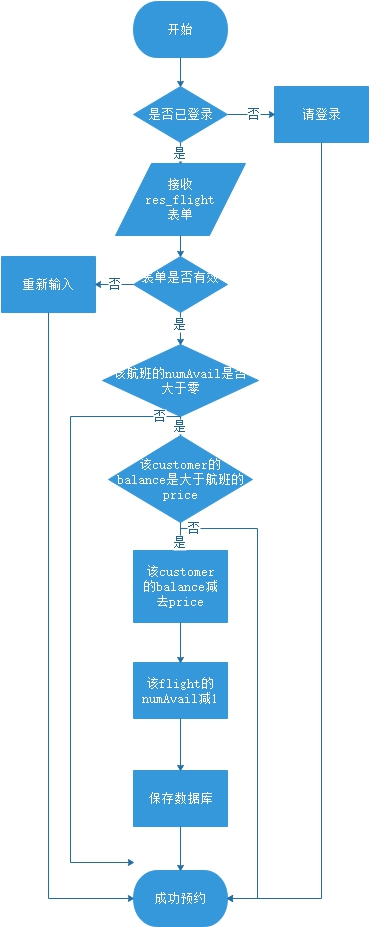 开始
是否已登录
否
请登录
是
接收
res_flight
表单
表单是否有效
否
重新输入
是
该航班的numAvail是否
大于零
否
是
该customer的
balance是大于航班的
price
否
是
该customer
的balance减
去price
该flight的
numAvail减1
保存数据库
成功预约